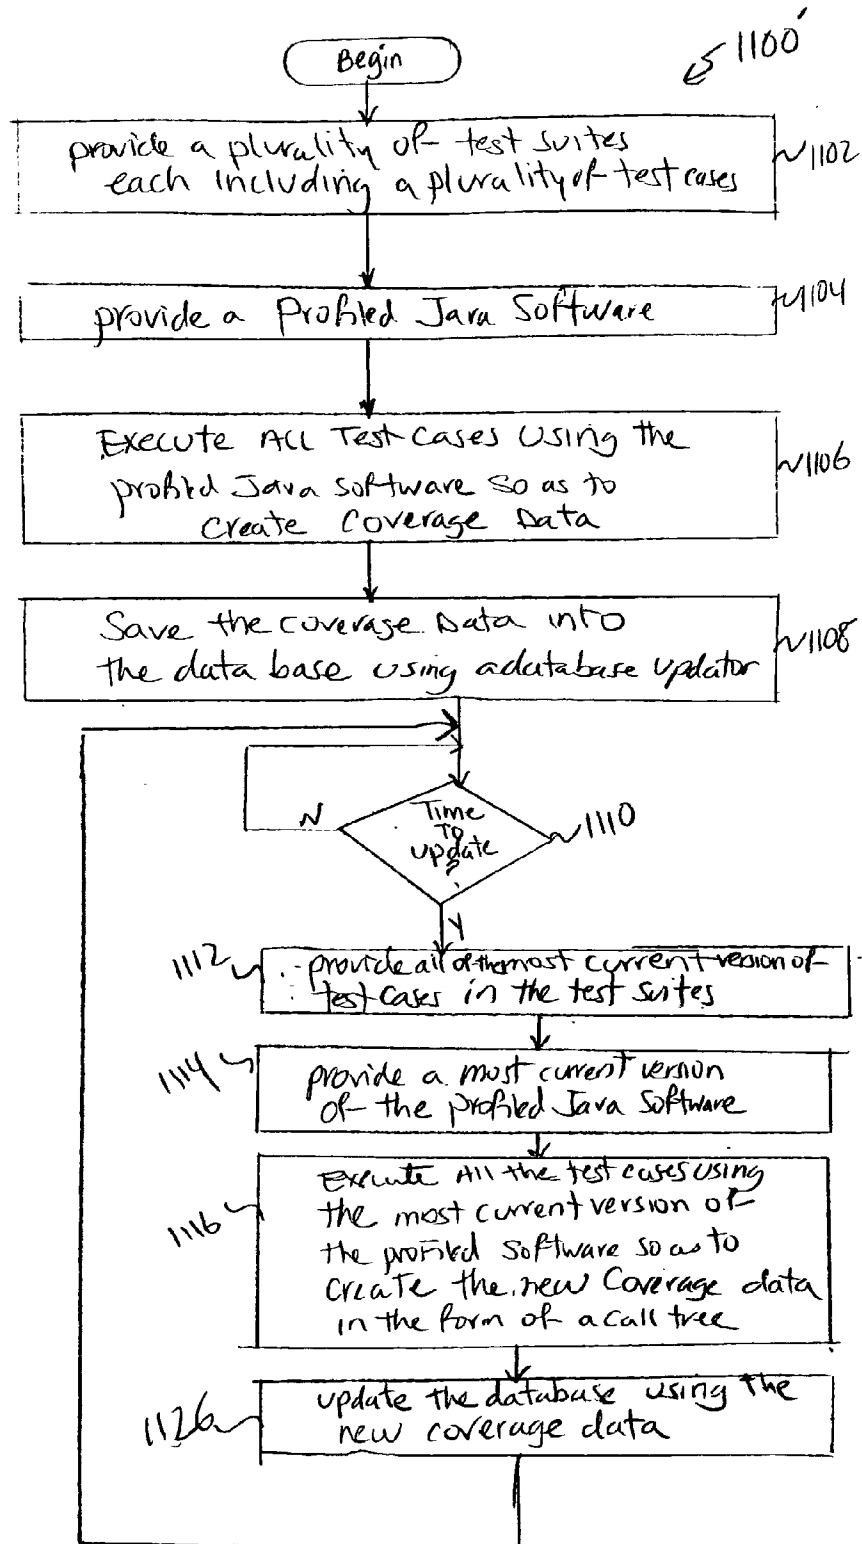 Begin
1100'
provide a plurality of test suites
each including a plurality of test cases
1102
provide a Profiled Java Software
1104
Execute All Test Cases Using the
profiled Java software so as to
Create Coverage Data
1106
Save the coverage Data into
the data base using a database updator
1108
N
Time
To
update
?
1110
Y
1112
provide all of the most current version of
test cases in the test suites
1114
provide a most current version
of the profiled Java Software
1116
Execute All the test cases using
the most current version of
the profiled software so as to
Create the new Coverage data
in the form of a call tree
1126
update the database using the
new coverage data